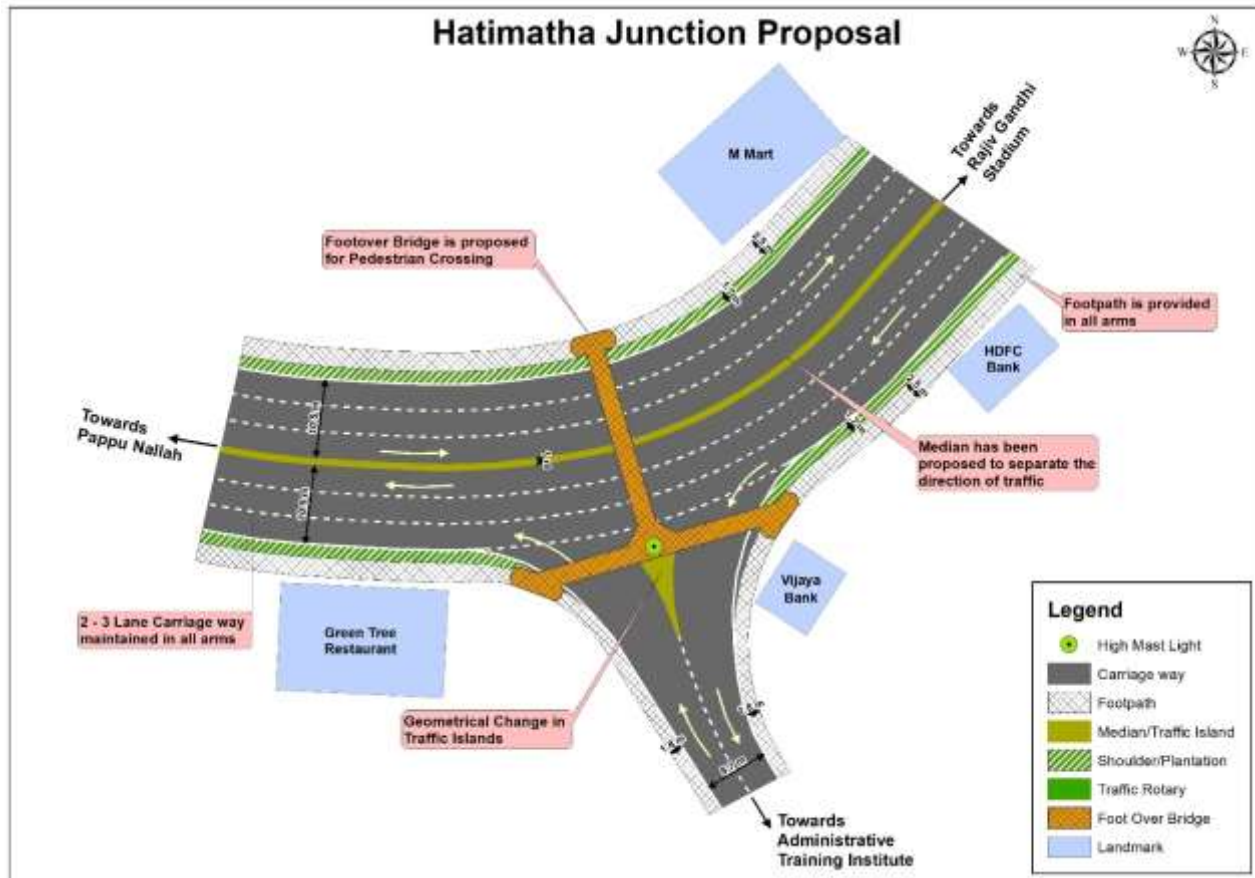 Hatimatha Junction Proposal
N
W
E
S
Towards
Rajiv Gandhi
Stadium
M Mart
Footover Bridge is proposed
for Pedestrian Crossing
Footpath is provided
in all arms
HDFC
Bank
Towards
Pappu Nallah
Median has been
proposed to separate the
direction of traffic
Vijaya
Bank
2 - 3 Lane Carriage way
maintained in all arms
Green Tree
Restaurant
Geometrical Change in
Traffic Islands
Towards
Administrative
Training Institute
Legend
High Mast Light
Carriage way
Footpath
Median/Traffic Island
Shoulder/Plantation
Traffic Rotary
Foot Over Bridge
Landmark